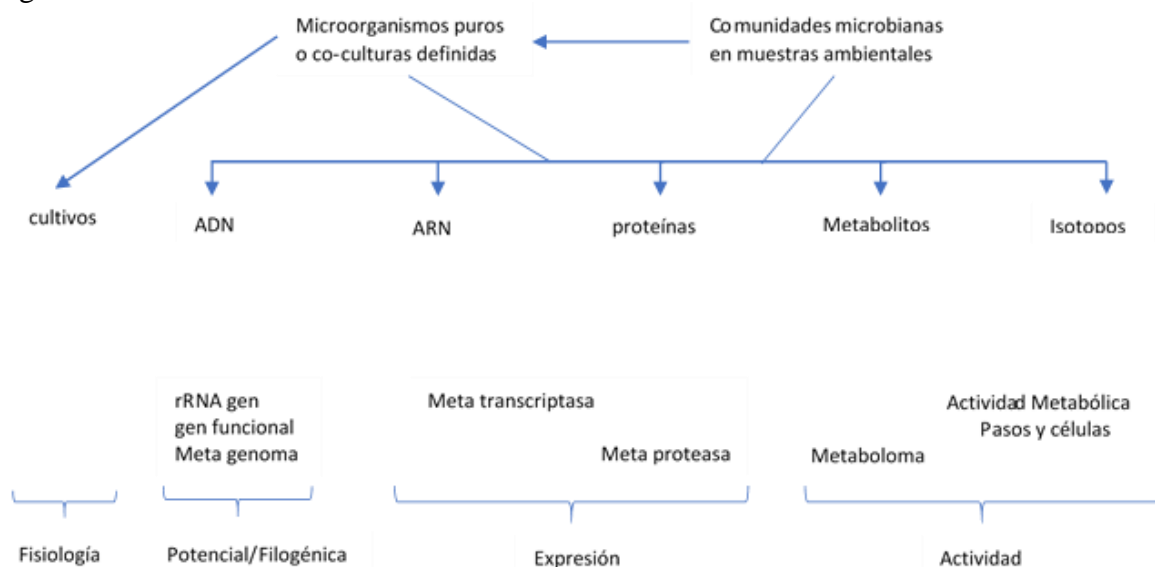 Microorganismos puros
o co-culturas definidas
Comunidades microbianas
en muestras ambientales
cultivos
ADN
ARN
proteínas
Metabolitos
Isotopos
rRNA gen
gen funcional
Meta genoma
Meta transcriptasa
Meta proteasa
Actividad Metabólica
Pasos y células
Metaboloma
Fisiología
Potencial/Filogénica
Expresión
Actividad